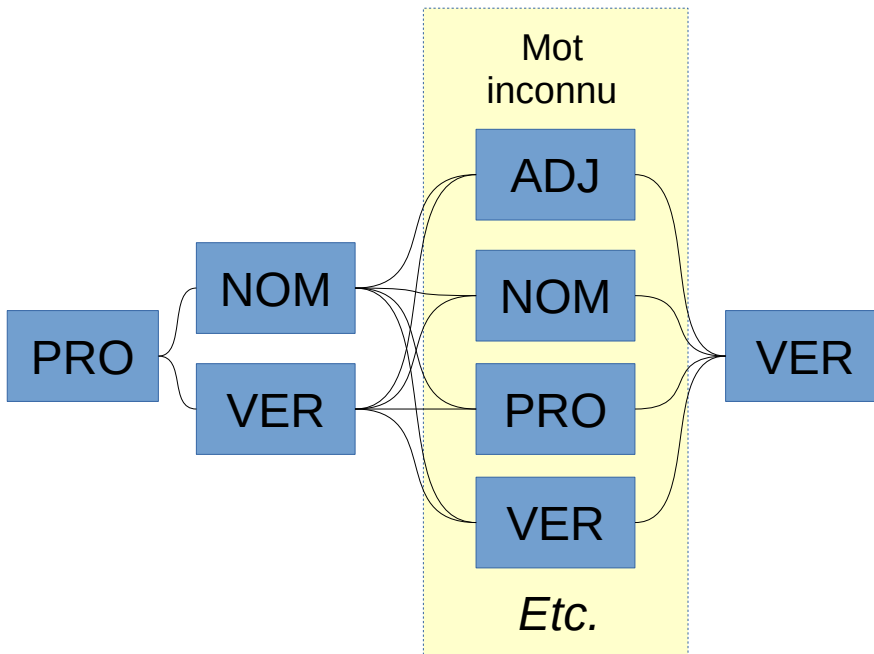 Mot
inconnu
ADJ
NOM
NOM
PRO
VER
PRO
VER
VER
Etc.